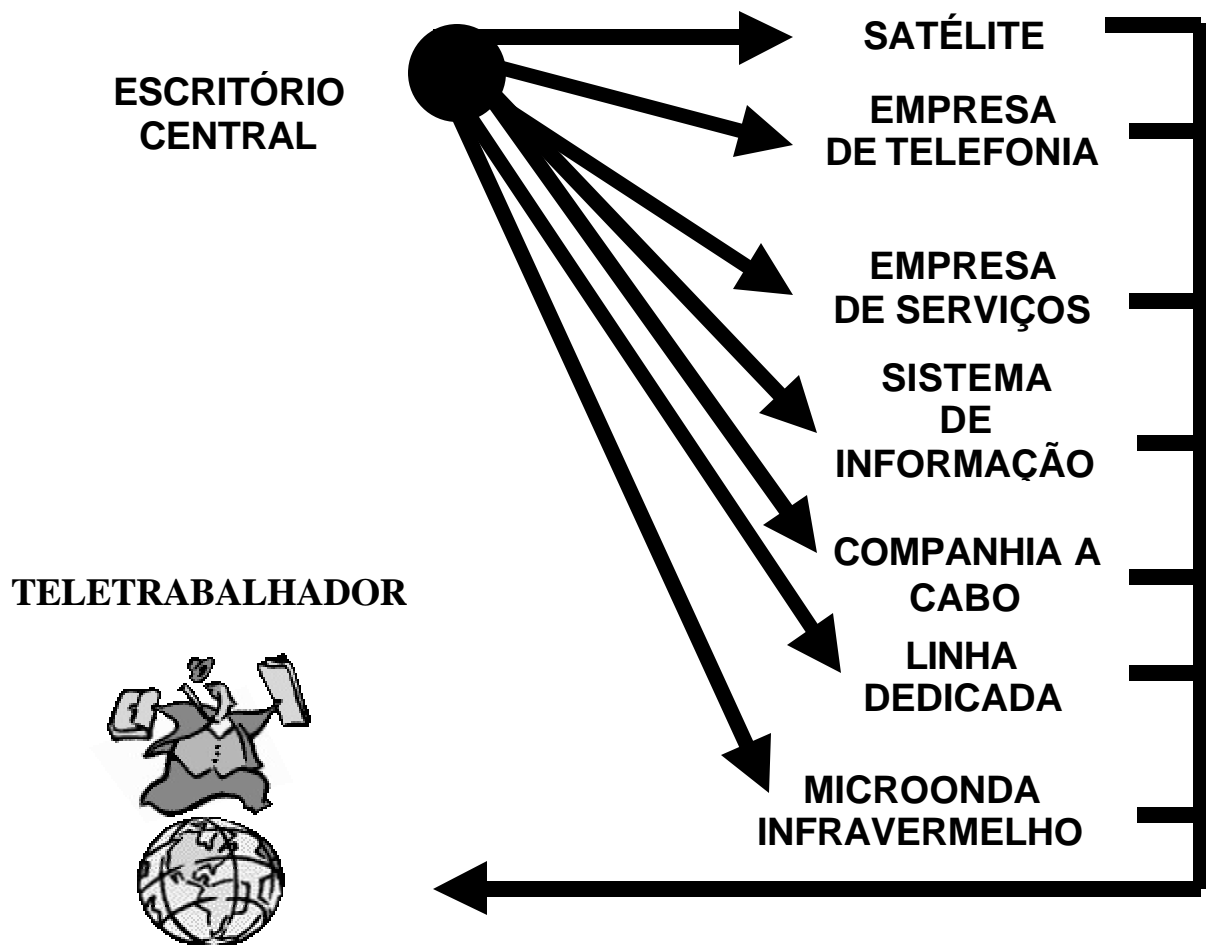 ESCRITÓRIO
CENTRAL
SATÉLITE
EMPRESA
DE TELEFONIA
EMPRESA
DE SERVIÇOS
SISTEMA
DE
INFORMAÇÃO
COMPANHIA A
CABO
LINHA
DEDICADA
MICROONDA
INFRAVERMELHO
TELETRABALHADOR